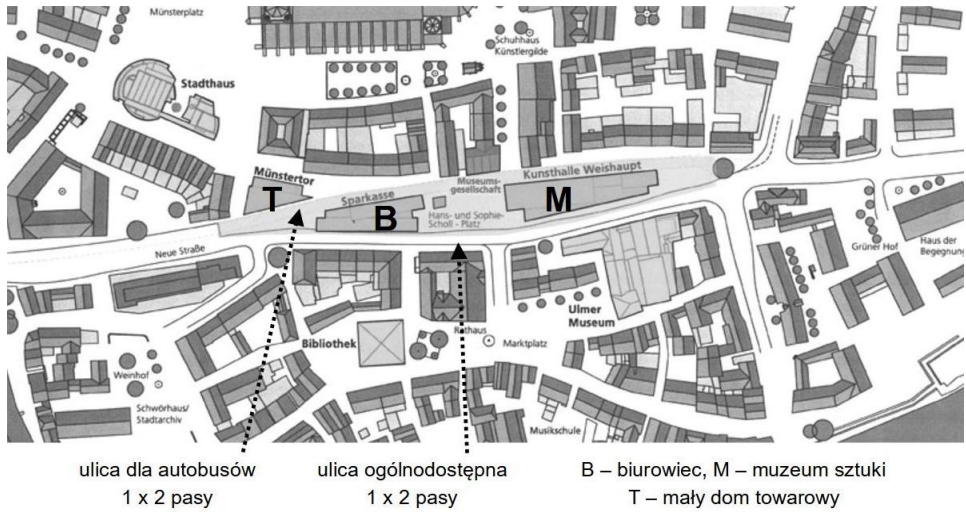 Münsterplatz
Schuhhaus
Künstlergilde
Stadthaus
Münstertor
T
Sparkasse
B
Museums-
gesellschaft
Kunsthalle Weishaupt
M
Hans- und Sophie-
Scholl - Platz
Neue Straße
Grüner Hof
Haus der
Begegnung
Ulmer
Museum
Rathaus
Bibliothek
Marktplatz
Weinhof
Schwörhaus/
Stadtarchiv
Musikschule
ulica dla autobusów
1 x 2 pasy
ulica ogólnodostępna
1 x 2 pasy
B – biurowiec, M – muzeum sztuki
T – mały dom towarowy